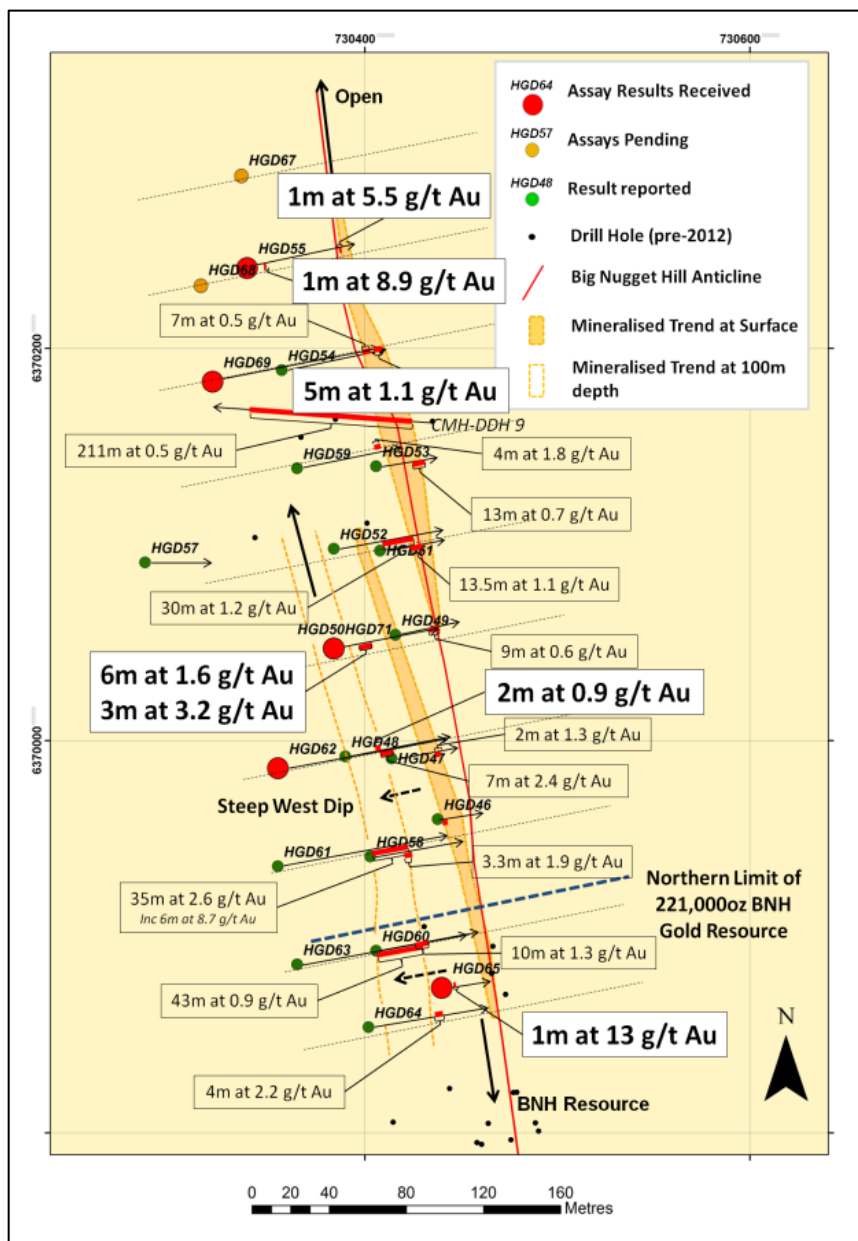 730400
730600
HGD64
Assay Results Received
HGD57
Assays Pending
HGD48
Result reported
Drill Hole (pre-2012)
Big Nugget Hill Anticline
Mineralised Trend at Surface
Mineralised Trend at 100m
depth
Open
HGD67
1m at 5.5 g/t Au
HGD55
HGD68
1m at 8.9 g/t Au
7m at 0.5 g/t Au
6370200
HGD54
HGD69
5m at 1.1 g/t Au
CMH-DDH 9
211m at 0.5 g/t Au
HGD59
HGD53
4m at 1.8 g/t Au
13m at 0.7 g/t Au
HGD52
HGD51
HGD57
13.5m at 1.1 g/t Au
30m at 1.2 g/t Au
HGD50HGD71
HGD49
9m at 0.6 g/t Au
6m at 1.6 g/t Au
3m at 3.2 g/t Au
2m at 0.9 g/t Au
6370000
HGD62
HGD48
HGD47
2m at 1.3 g/t Au
7m at 2.4 g/t Au
Steep West Dip
HGD46
HGD61
HGD58
3.3m at 1.9 g/t Au
35m at 2.6 g/t Au
Inc 6m at 8.7 g/t Au
Northern Limit of
221,000oz BNH
Gold Resource
HGD63
HGD60
10m at 1.3 g/t Au
HGD65
43m at 0.9 g/t Au
HGD64
1m at 13 g/t Au
N
4m at 2.2 g/t Au
BNH Resource
0 20 40 80 120 160
Metres